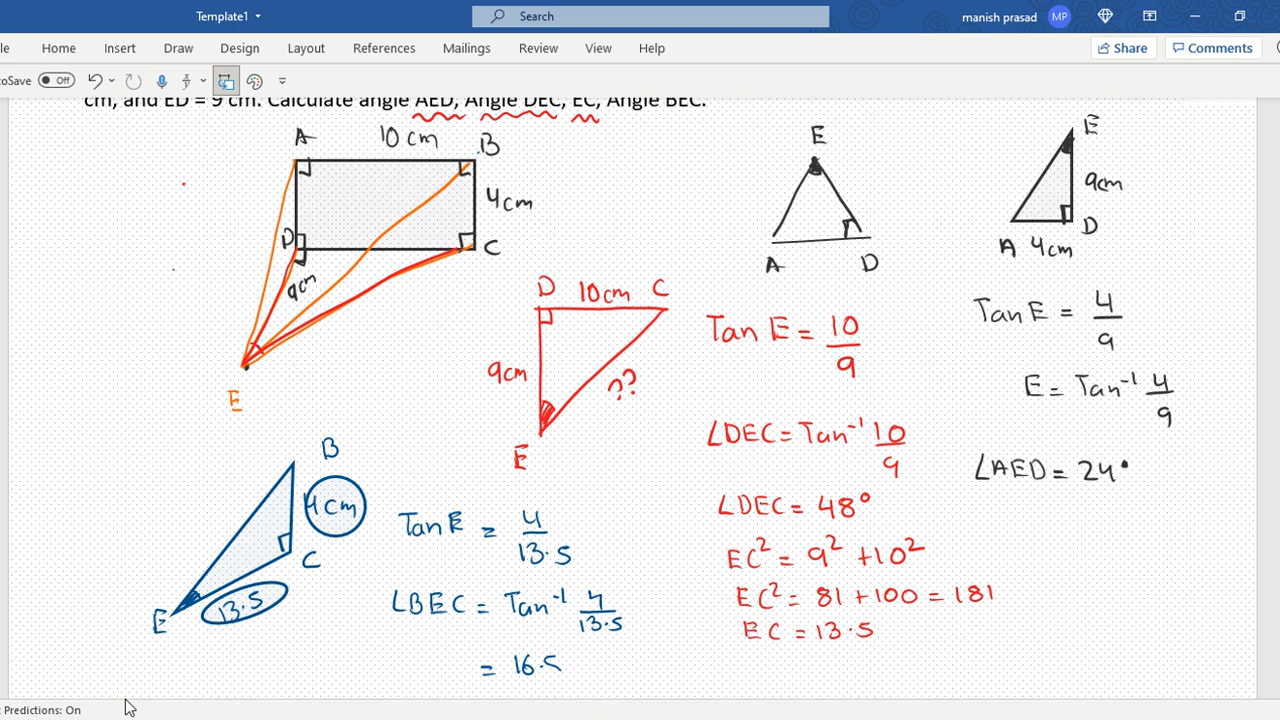 Template1
Search
manish prasad MP
le Home Insert Draw Design Layout References Mailings Review View Help Share Comments
oSave Off
cm, and ED = 9 cm. Calculate angle AED, Angle DEC, EC, Angle BEC.
A 10 cm B
4cm
D C
9cm
E
E
A D
E
9cm
D
A 4cm
D 10cm C
9cm ??
E
Tan E = 10/9
∠DEC = Tan⁻¹ 10/9
∠DEC = 48°
EC² = 9² + 10²
EC² = 81 + 100 = 181
EC = 13.5
Tan E = 4/9
E = Tan⁻¹ 4/9
∠AED = 24°
B
4cm
C
13.5
E
Tan E = 4/13.5
∠BEC = Tan⁻¹ 4/13.5
= 16.5
Predictions: On